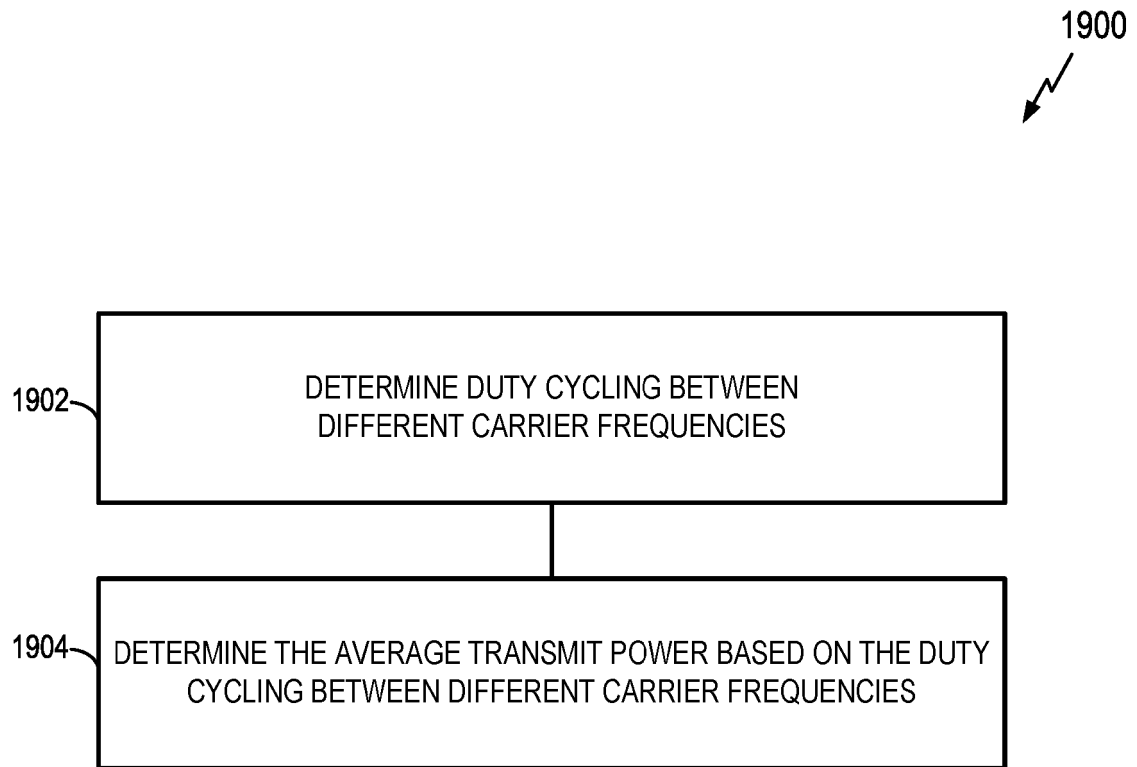 1900
1902
DETERMINE DUTY CYCLING BETWEEN
DIFFERENT CARRIER FREQUENCIES
1904
DETERMINE THE AVERAGE TRANSMIT POWER BASED ON THE DUTY
CYCLING BETWEEN DIFFERENT CARRIER FREQUENCIES